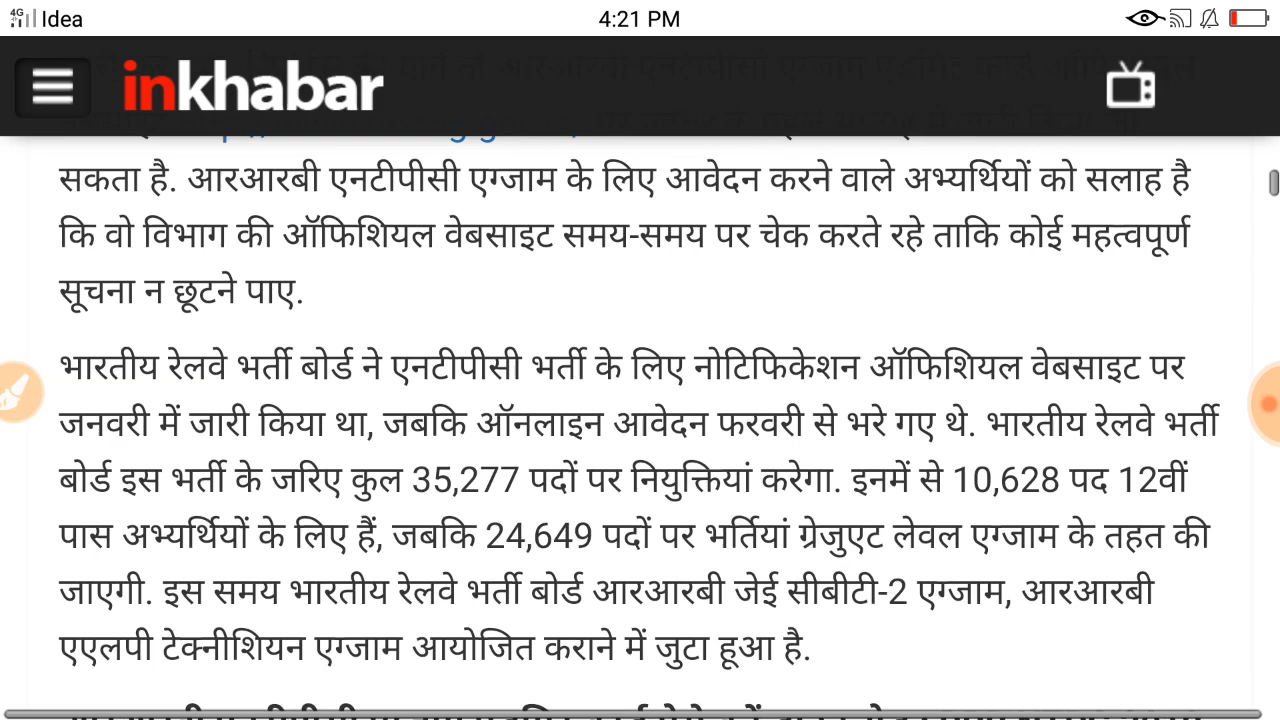 4G Idea
4:21 PM
inkhabar
सकता है. आरआरबी एनटीपीसी एग्जाम के लिए आवेदन करने वाले अभ्यर्थियों को सलाह है
कि वो विभाग की ऑफिशियल वेबसाइट समय-समय पर चेक करते रहे ताकि कोई महत्वपूर्ण
सूचना न छूटने पाए.
भारतीय रेलवे भर्ती बोर्ड ने एनटीपीसी भर्ती के लिए नोटिफिकेशन ऑफिशियल वेबसाइट पर
जनवरी में जारी किया था, जबकि ऑनलाइन आवेदन फरवरी से भरे गए थे. भारतीय रेलवे भर्ती
बोर्ड इस भर्ती के जरिए कुल 35,277 पदों पर नियुक्तियां करेगा. इनमें से 10,628 पद 12वीं
पास अभ्यर्थियों के लिए हैं, जबकि 24,649 पदों पर भर्तियां ग्रेजुएट लेवल एग्जाम के तहत की
जाएगी. इस समय भारतीय रेलवे भर्ती बोर्ड आरआरबी जेई सीबीटी-2 एग्जाम, आरआरबी
एएलपी टेक्नीशियन एग्जाम आयोजित कराने में जुटा हूआ है.